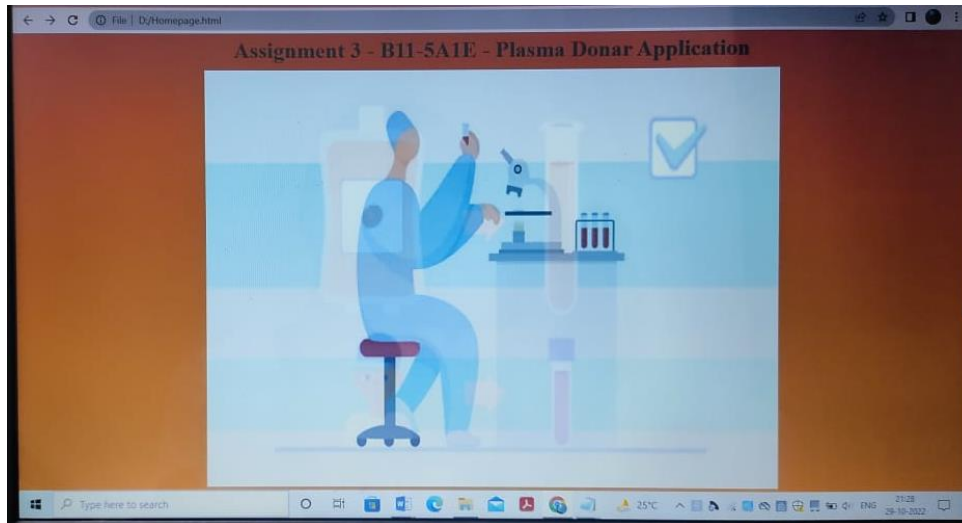 File | D:/Homepage.html
Assignment 3 - B11-5A1E - Plasma Donar Application
Type here to search
25°C
ENG
21:28
29-10-2022